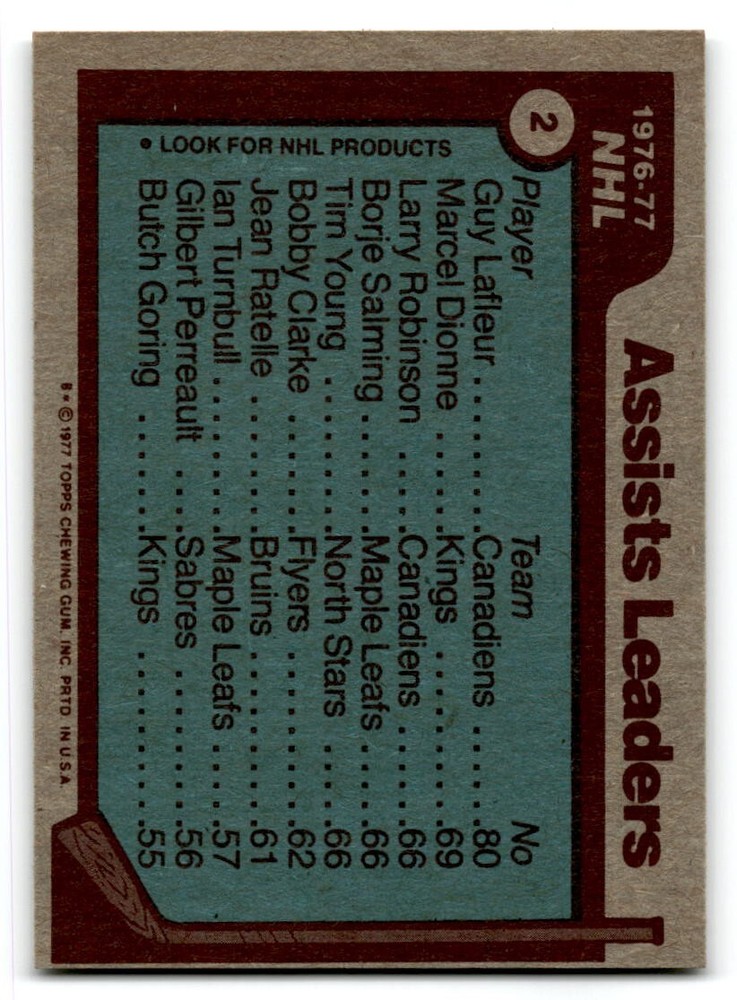 1976-77
NHL
Assists Leaders
2
Player Team No
Guy Lafleur . . . . . . . .Canadiens . . . . .80
Marcel Dionne . . . . . .Kings . . . . . . . . .69
Larry Robinson . . . .Canadiens . . . . .66
Borje Salming . . . . . .Maple Leafs . . . .66
Tim Young . . . . . . . .North Stars . . . .66
Bobby Clarke . . . . . .Flyers . . . . . . . .62
Jean Ratelle . . . . . . .Bruins . . . . . . . .61
Ian Turnbull . . . . . . . .Maple Leafs . . . .57
Gilbert Perreault . . . .Sabres . . . . . . .56
Butch Goring . . . . . .Kings . . . . . . . . .55
• LOOK FOR NHL PRODUCTS
B* © 1977 TOPPS CHEWING GUM, INC. PRTD. IN U.S.A.